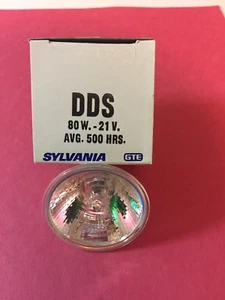 DDS
80 W. - 21 V.
AVG. 500 HRS.
SYLVANIA GTE